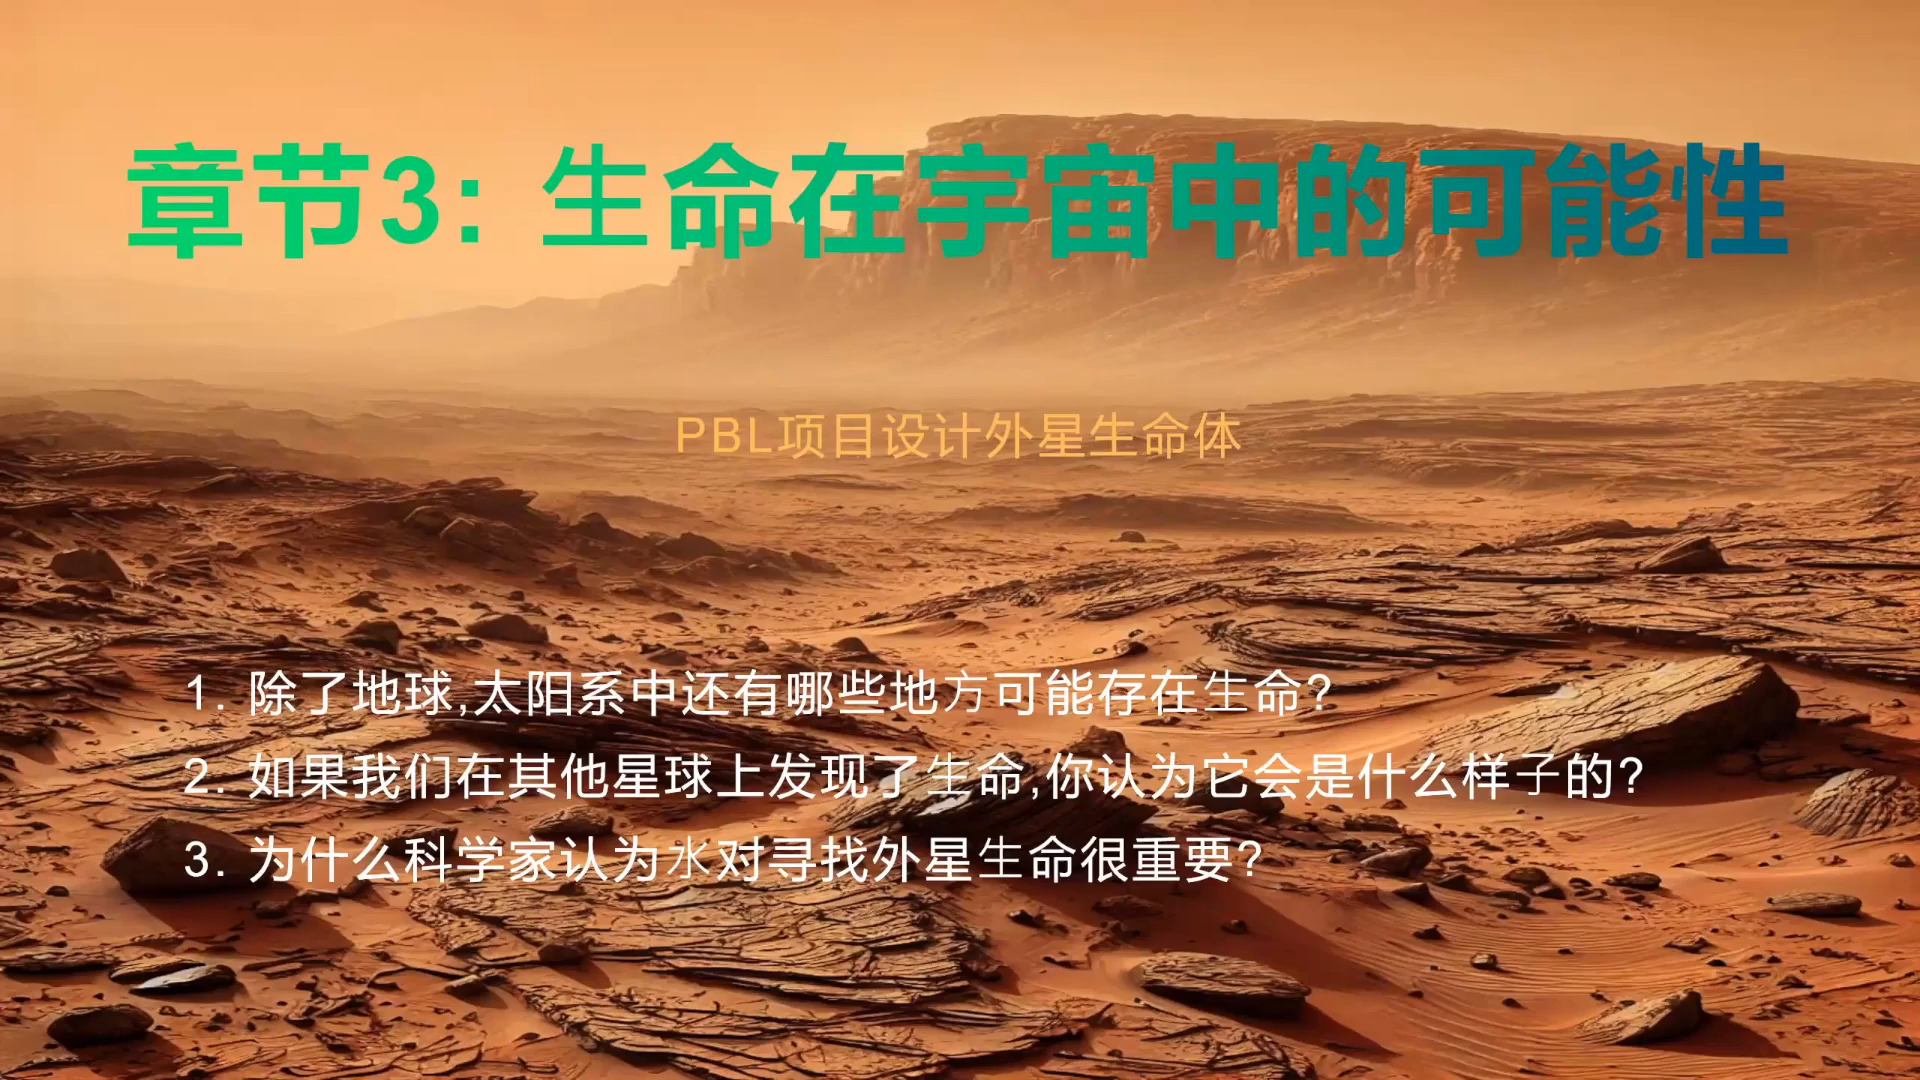 章节3：生命在宇宙中的可能性
PBL项目设计外星生命体
1. 除了地球,太阳系中还有哪些地方可能存在生命?
2. 如果我们在其他星球上发现了生命,你认为它会是什么样子的?
3. 为什么科学家认为水对寻找外星生命很重要?